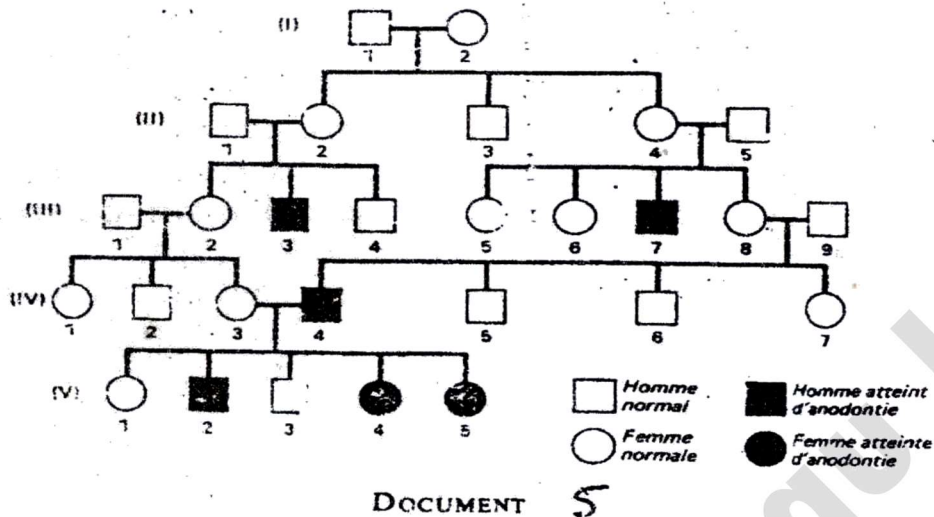 (I)
1 2
(II)
1 2 3 4 5
(III)
1 2 3 4 5 6 7 8 9
(IV)
1 2 3 4 5 6 7
(V)
1 2 3 4 5
Homme normal
Homme atteint d'anodontie
Femme normale
Femme atteinte d'anodontie
DOCUMENT 5